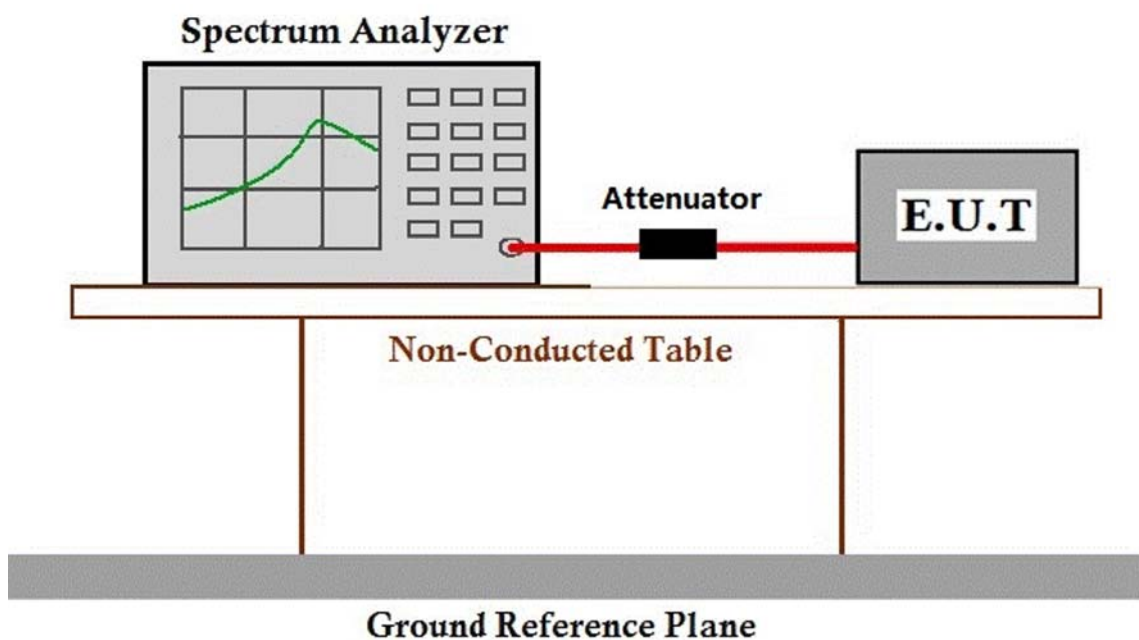 Spectrum Analyzer
Attenuator
E.U.T
Non-Conducted Table
Ground Reference Plane